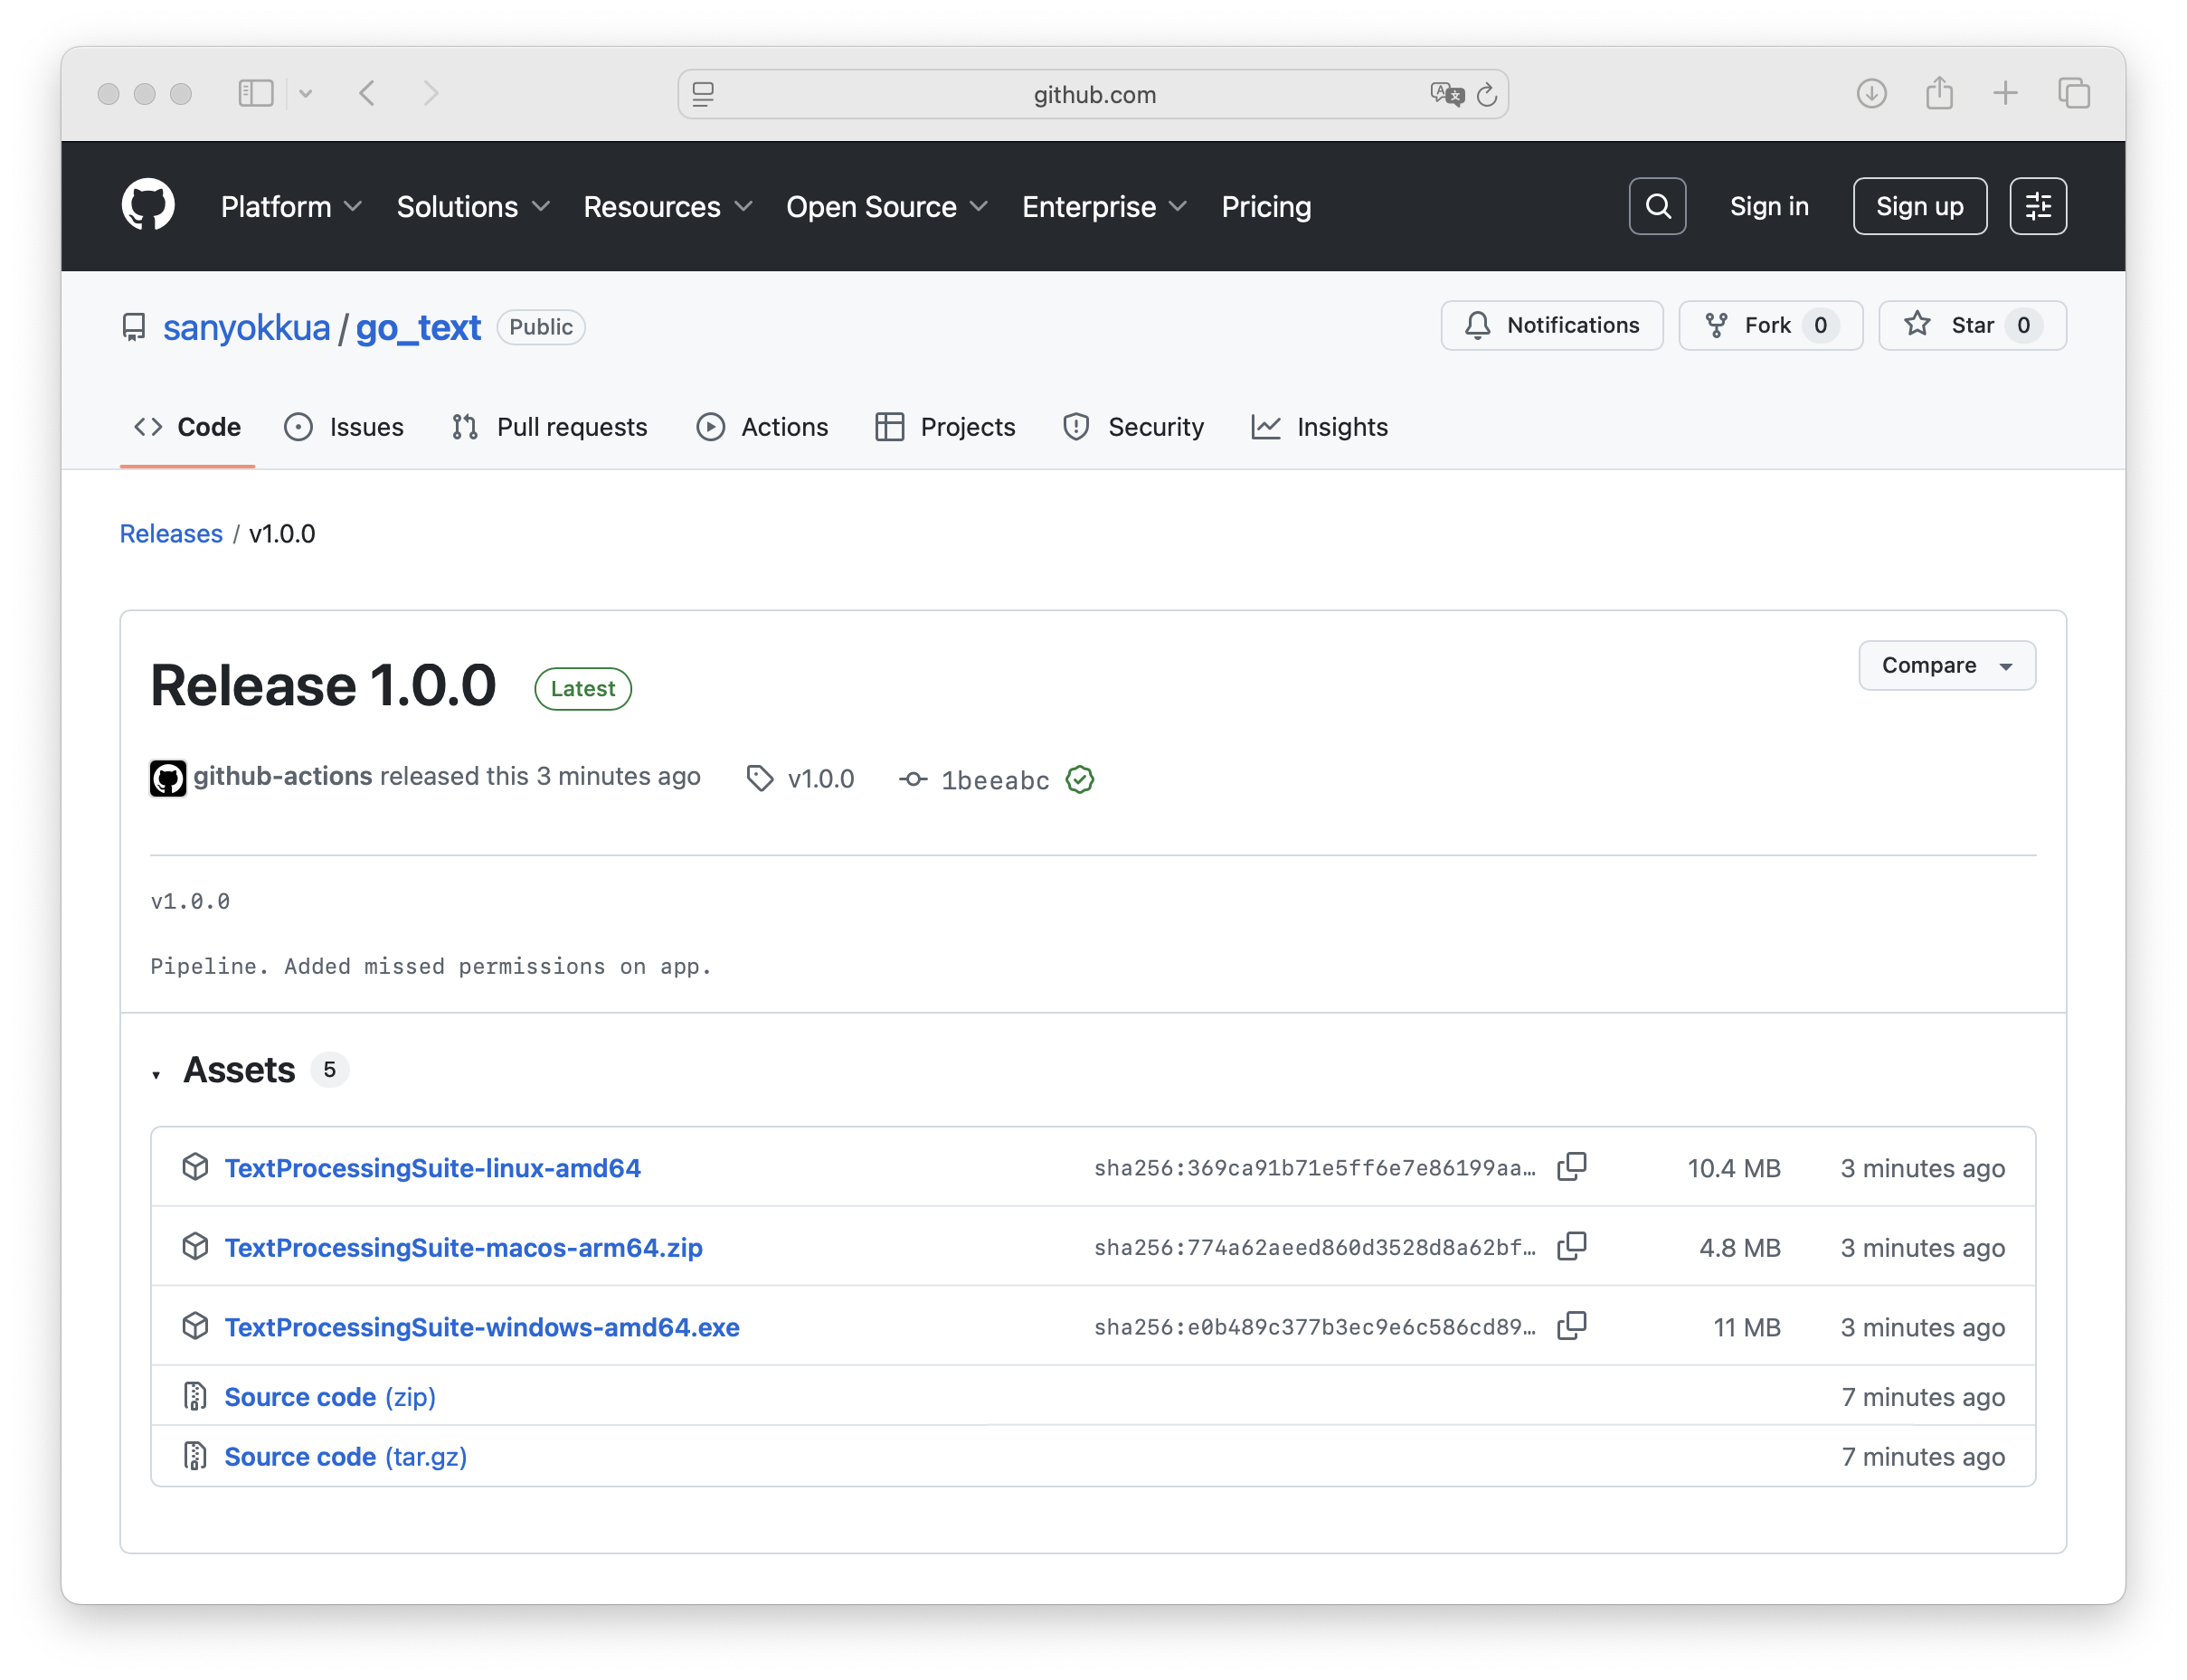 github.com
Platform Solutions Resources Open Source Enterprise Pricing Sign in Sign up
sanyokkua / go_text Public Notifications Fork 0 Star 0
Code Issues Pull requests Actions Projects Security Insights
Releases / v1.0.0
Release 1.0.0 Latest Compare
github-actions released this 3 minutes ago v1.0.0 1beeabc
v1.0.0
Pipeline. Added missed permissions on app.
Assets 5
TextProcessingSuite-linux-amd64 sha256:369ca91b71e5ff6e7e86199aa… 10.4 MB 3 minutes ago
TextProcessingSuite-macos-arm64.zip sha256:774a62aeed860d3528d8a62bf… 4.8 MB 3 minutes ago
TextProcessingSuite-windows-amd64.exe sha256:e0b489c377b3ec9e6c586cd89… 11 MB 3 minutes ago
Source code (zip) 7 minutes ago
Source code (tar.gz) 7 minutes ago